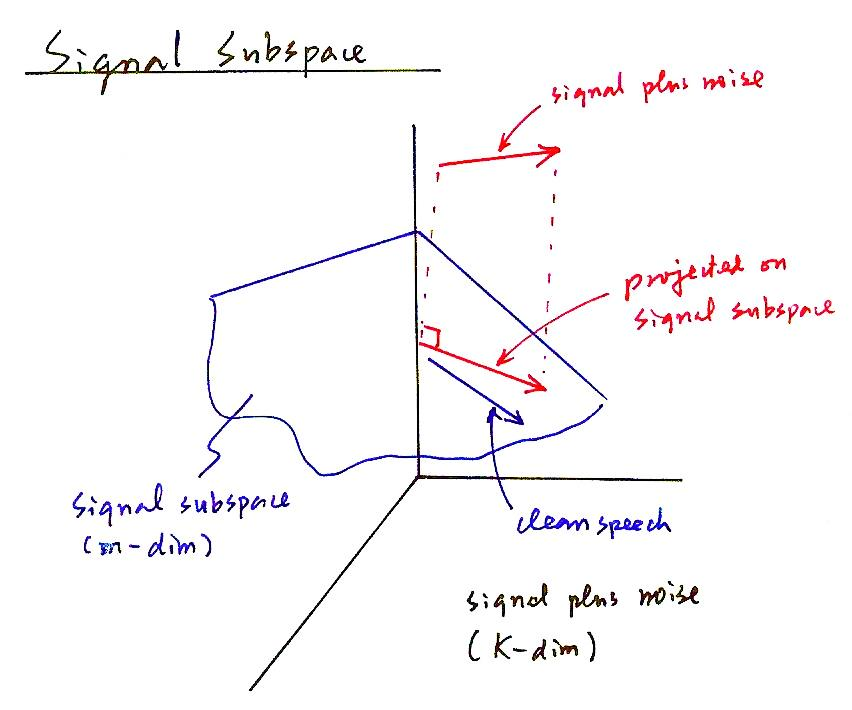 Signal Subspace
signal plus noise
projected on
signal subspace
signal subspace
(m-dim)
clean speech
signal plus noise
(K-dim)